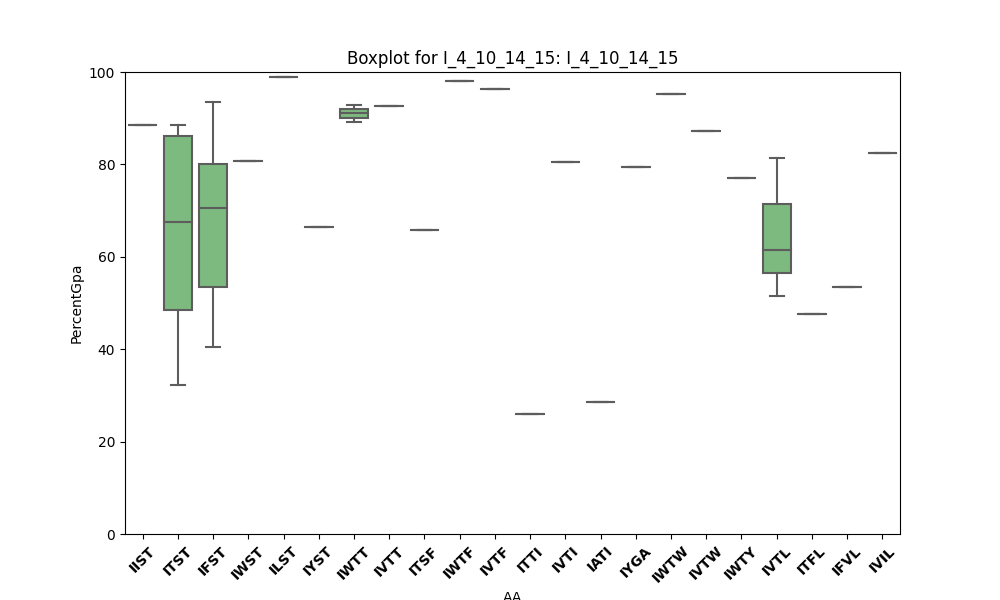 Boxplot for I_4_10_14_15: I_4_10_14_15
PercentGpa
100
80
60
40
20
0
IIST ITST IFST IWST ILST IYST IWTT IVTT ITSF IWTF IVTF ITTI IVTI IATI IYGA IWTW IVTW IWTY IVTL ITFL IFVL IVIL
AA